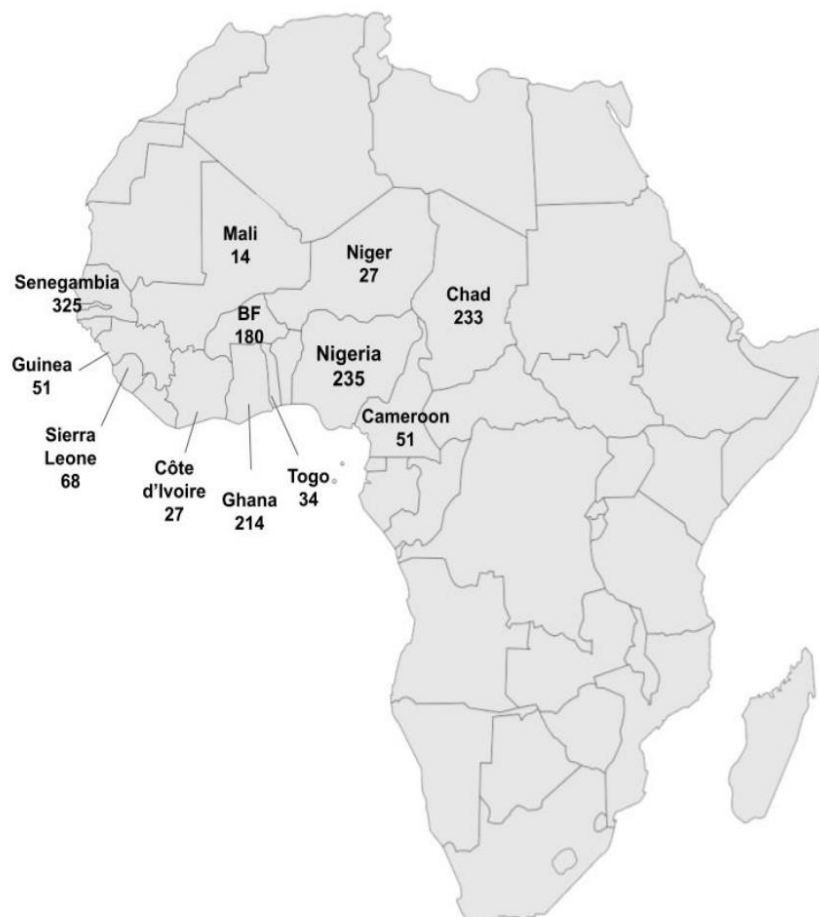 Mali
14
Niger
27
Senegambia
325
Chad
233
BF
180
Nigeria
235
Guinea
51
Cameroon
51
Sierra
Leone
68
Côte
d’Ivoire
27
Ghana
214
Togo
34